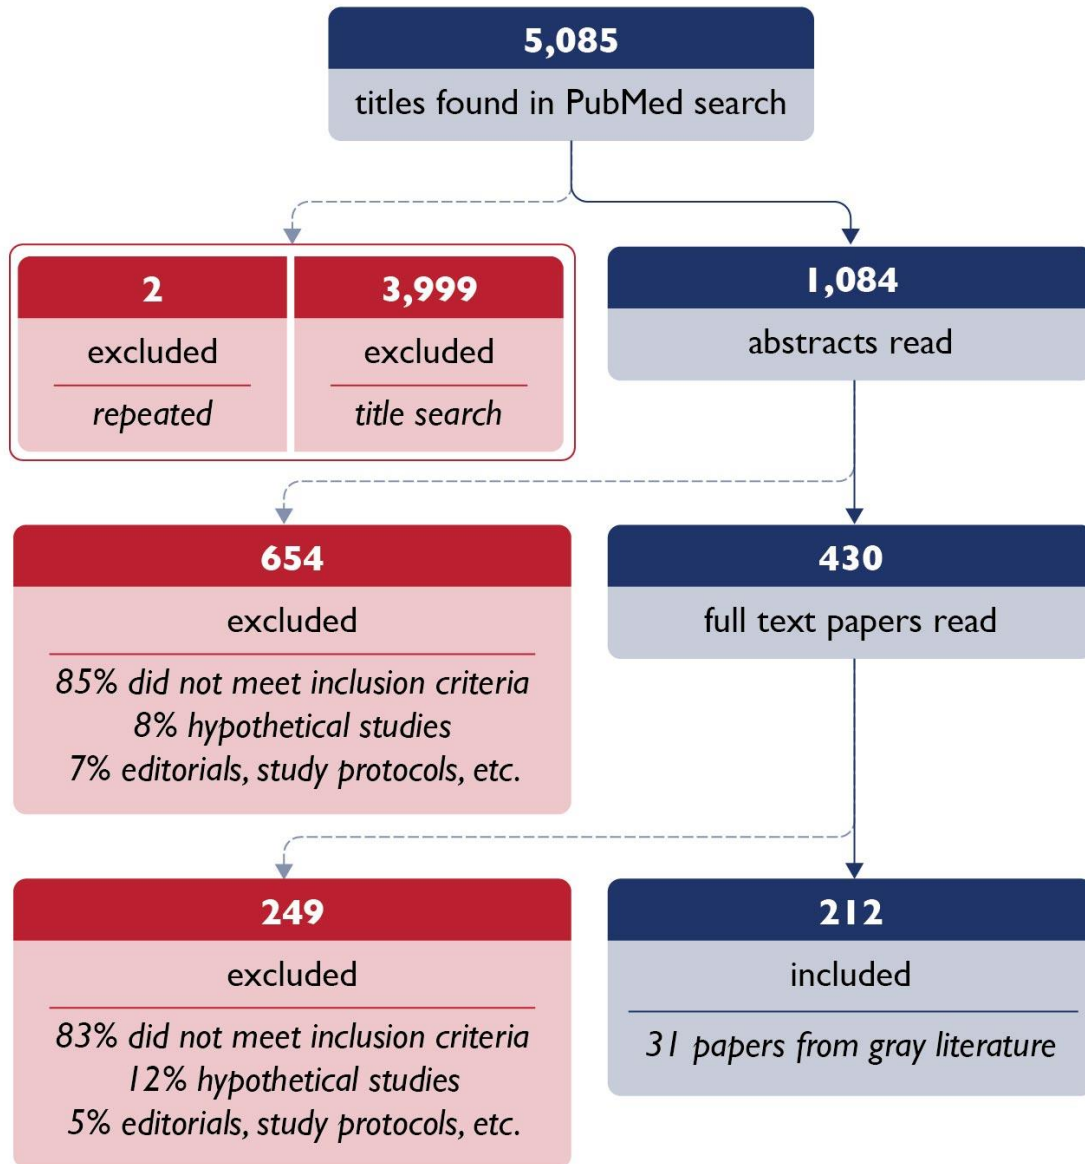 5,085
titles found in PubMed search
2
excluded
repeated
3,999
excluded
title search
1,084
abstracts read
654
excluded
85% did not meet inclusion criteria
8% hypothetical studies
7% editorials, study protocols, etc.
430
full text papers read
249
excluded
83% did not meet inclusion criteria
12% hypothetical studies
5% editorials, study protocols, etc.
212
included
31 papers from gray literature